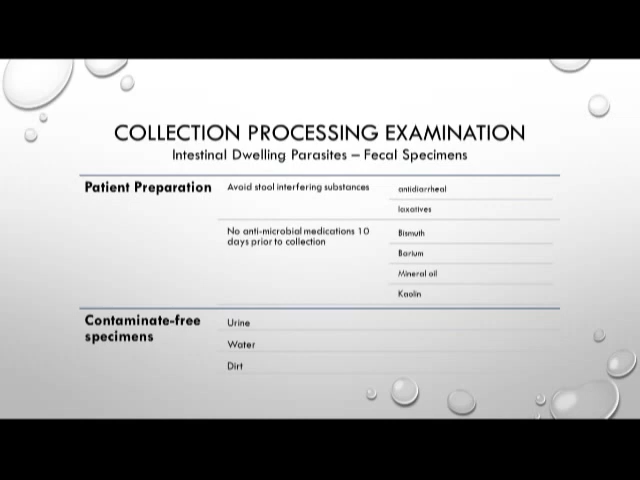 COLLECTION PROCESSING EXAMINATION
Intestinal Dwelling Parasites – Fecal Specimens
Patient Preparation
Avoid stool interfering substances
antidiarrheal
laxatives
No anti-microbial medications 10
days prior to collection
Bismuth
Barium
Mineral oil
Kaolin
Contaminate-free
specimens
Urine
Water
Dirt